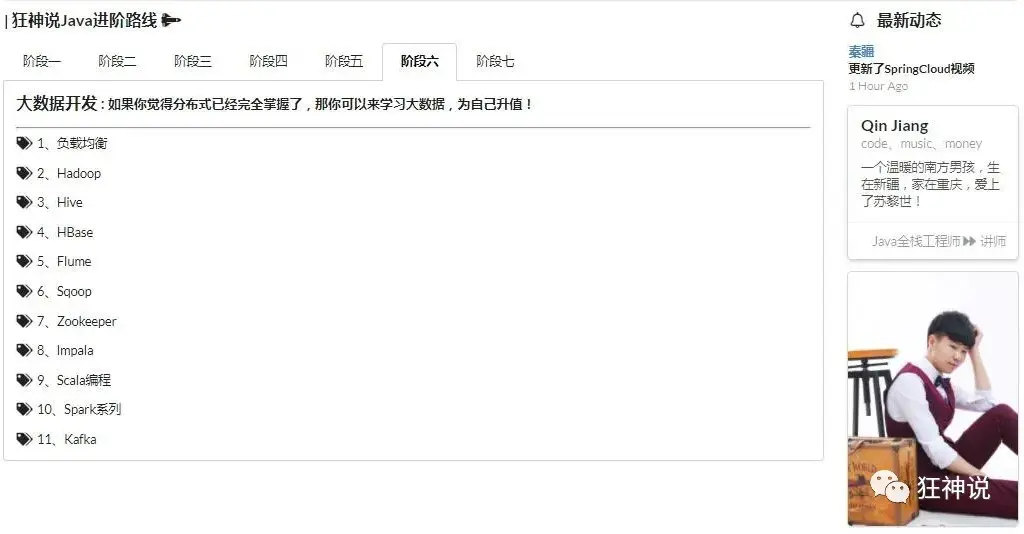 | 狂神说Java进阶路线
阶段一 阶段二 阶段三 阶段四 阶段五 阶段六 阶段七
大数据开发 : 如果你觉得分布式已经完全掌握了，那你可以来学习大数据，为自己升值！
1、负载均衡
2、Hadoop
3、Hive
4、HBase
5、Flume
6、Sqoop
7、Zookeeper
8、Impala
9、Scala编程
10、Spark系列
11、Kafka
最新动态
秦疆
更新了SpringCloud视频
1 Hour Ago
Qin Jiang
code、music、money
一个温暖的南方男孩，生
在新疆，家在重庆，爱上
了苏黎世！
Java全栈工程师 讲师
狂神说